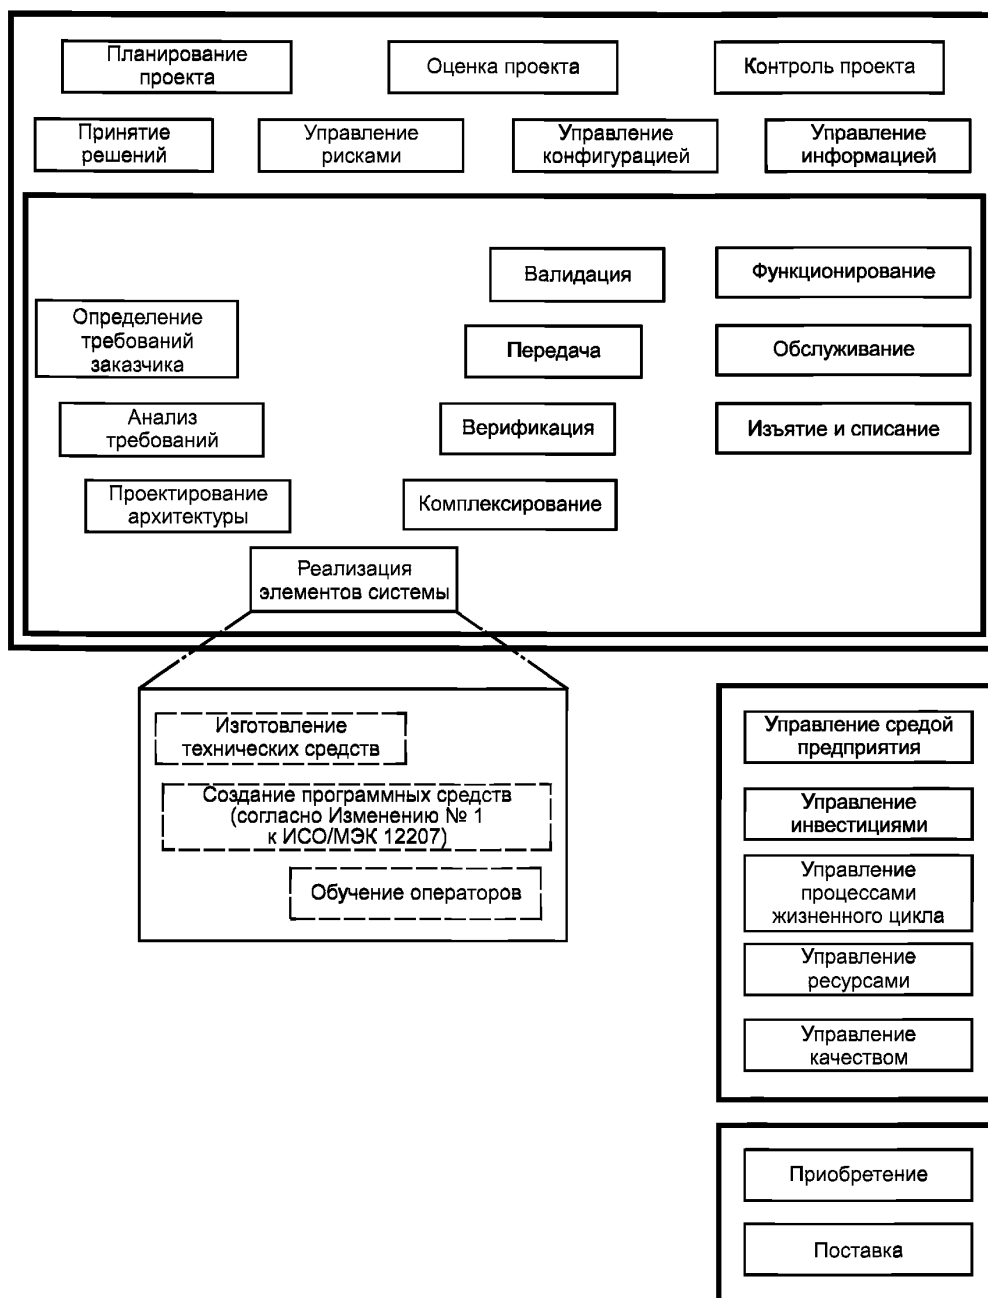 Планирование
проекта
Оценка проекта
Контроль проекта
Принятие
решений
Управление
рисками
Управление
конфигурацией
Управление
информацией
Валидация
Функционирование
Определение
требований
заказчика
Передача
Обслуживание
Анализ
требований
Верификация
Изъятие и списание
Проектирование
архитектуры
Комплексирование
Реализация
элементов системы
Изготовление
технических средств
Создание программных средств
(согласно Изменению № 1
к ИСО/МЭК 12207)
Обучение операторов
Управление средой
предприятия
Управление
инвестициями
Управление
процессами
жизненного цикла
Управление
ресурсами
Управление
качеством
Приобретение
Поставка